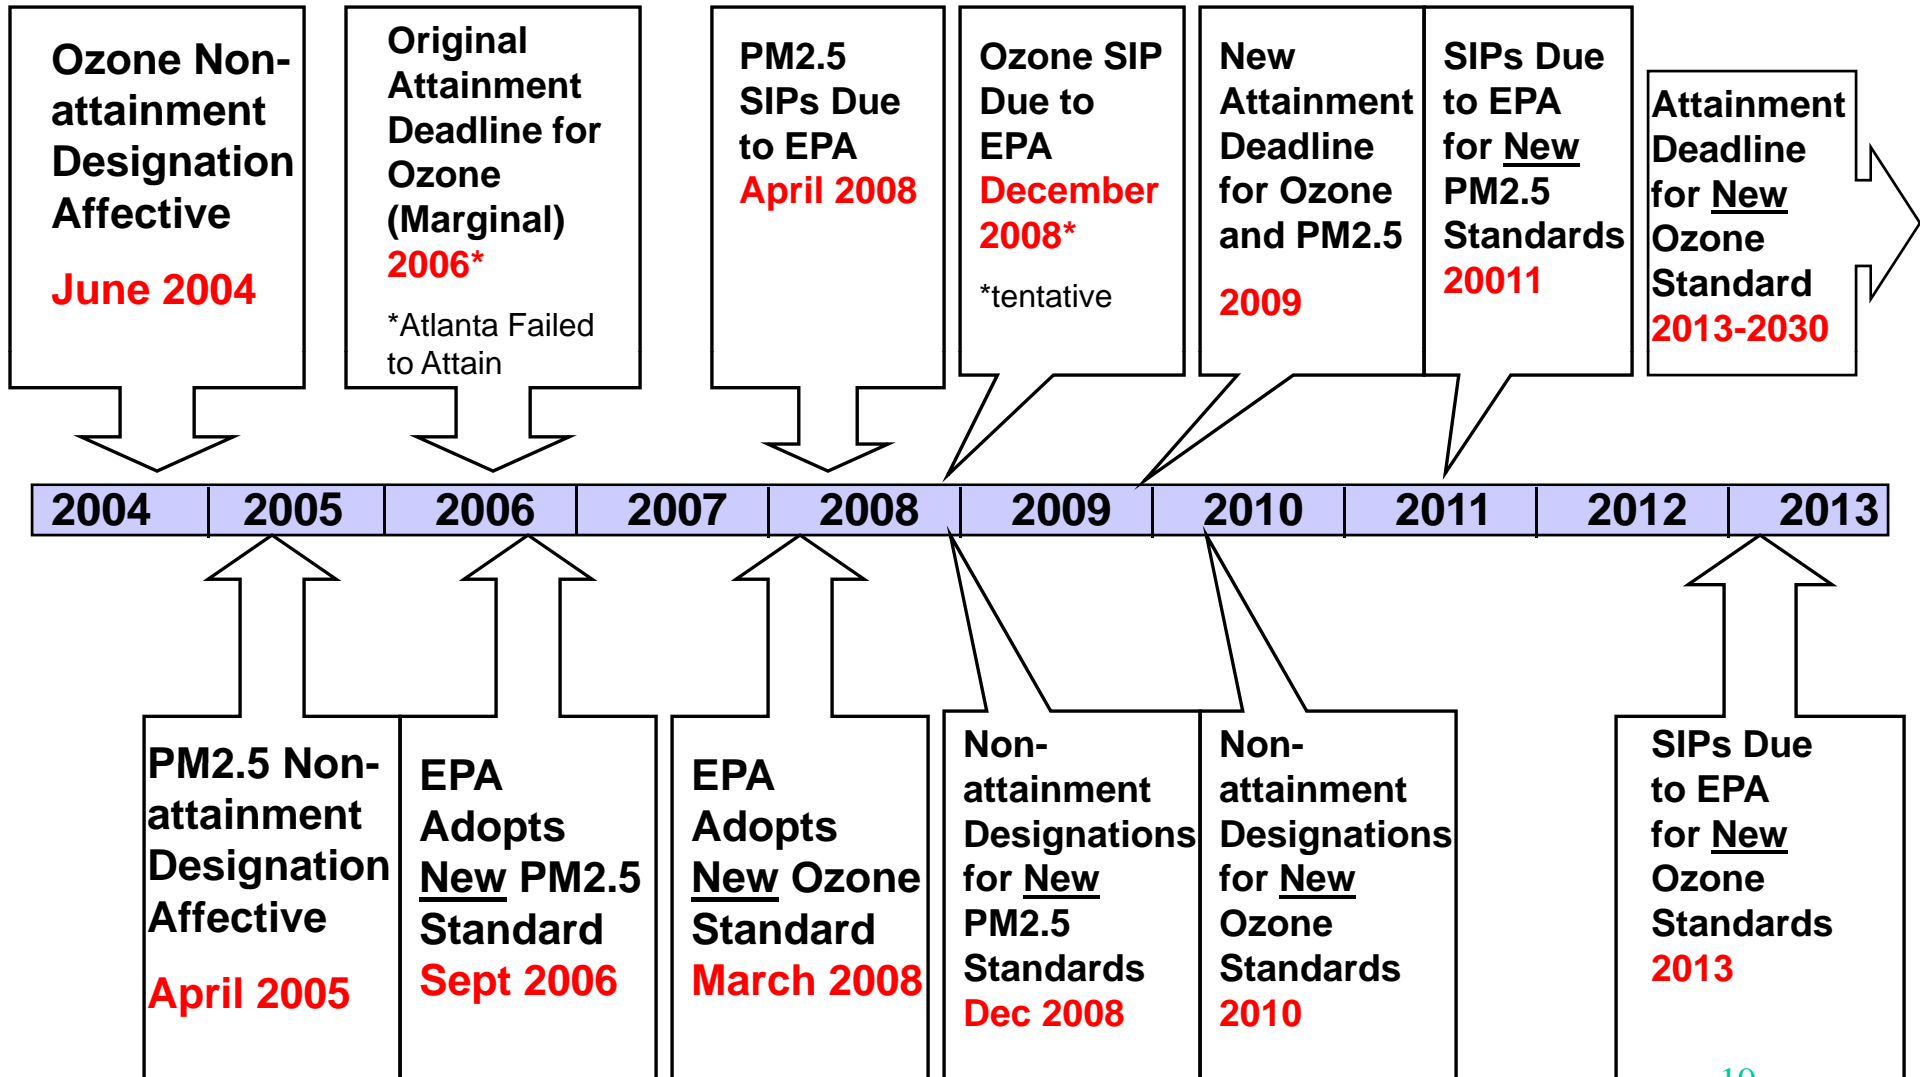 Ozone Non-
attainment
Designation
Affective
June 2004
Original
Attainment
Deadline for
Ozone
(Marginal)
2006*
*Atlanta Failed
to Attain
PM2.5
SIPs Due
to EPA
April 2008
Ozone SIP
Due to
EPA
December
2008*
*tentative
New
Attainment
Deadline
for Ozone
and PM2.5
2009
SIPs Due
to EPA
for New
PM2.5
Standards
20011
Attainment
Deadline
for New
Ozone
Standard
2013-2030
2004 2005 2006 2007 2008 2009 2010 2011 2012 2013
PM2.5 Non-
attainment
Designation
Affective
April 2005
EPA
Adopts
New PM2.5
Standard
Sept 2006
EPA
Adopts
New Ozone
Standard
March 2008
Non-
attainment
Designations
for New
PM2.5
Standards
Dec 2008
Non-
attainment
Designations
for New
Ozone
Standards
2010
SIPs Due
to EPA
for New
Ozone
Standards
2013